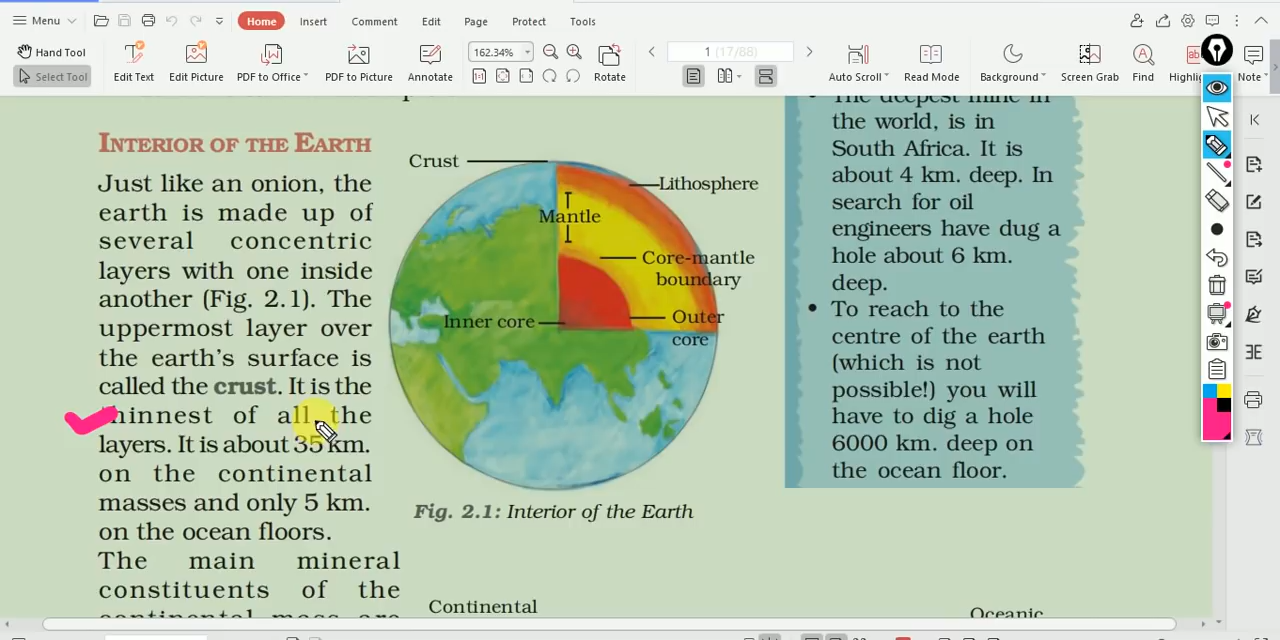 Menu
Home
Insert
Comment
Edit
Page
Protect
Tools
Hand Tool
Select Tool
Edit Text
Edit Picture
PDF to Office
PDF to Picture
Annotate
162.34%
Rotate
1 (17/88)
Auto Scroll
Read Mode
Background
Screen Grab
Find
Note
INTERIOR OF THE EARTH
Just like an onion, the
earth is made up of
several concentric
layers with one inside
another (Fig. 2.1). The
uppermost layer over
the earth's surface is
called the crust. It is the
thinnest of all the
layers. It is about 35 km.
on the continental
masses and only 5 km.
on the ocean floors.
The main mineral
constituents of the
continental mass are
Crust
Lithosphere
Mantle
Core-mantle
boundary
Inner core
Outer
core
Fig. 2.1: Interior of the Earth
Continental
Oceanic
• The deepest mine in
the world, is in
South Africa. It is
about 4 km. deep. In
search for oil
engineers have dug a
hole about 6 km.
deep.
• To reach to the
centre of the earth
(which is not
possible!) you will
have to dig a hole
6000 km. deep on
the ocean floor.